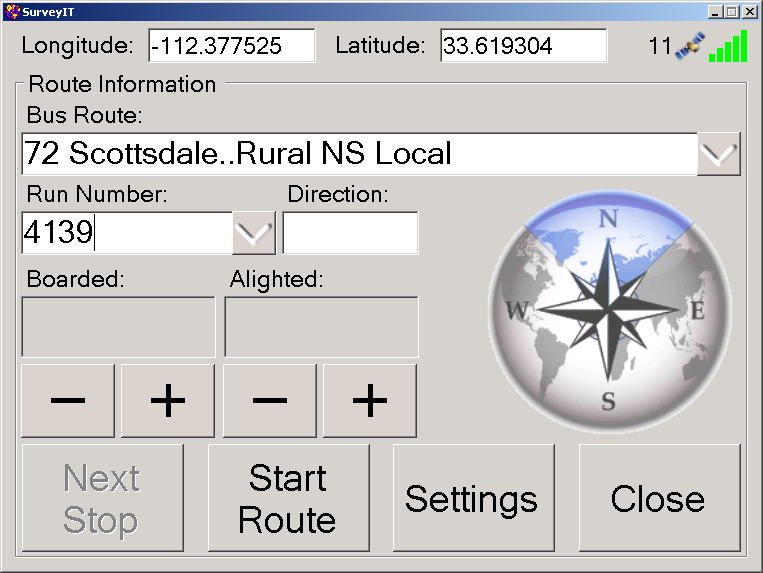 SurveyIT
Longitude: -112.377525 Latitude: 33.619304 11
Route Information
Bus Route:
72 Scottsdale..Rural NS Local
Run Number: Direction:
4139
N
W E
S
Boarded: Alighted:
− + − +
Next Stop
Start Route
Settings
Close